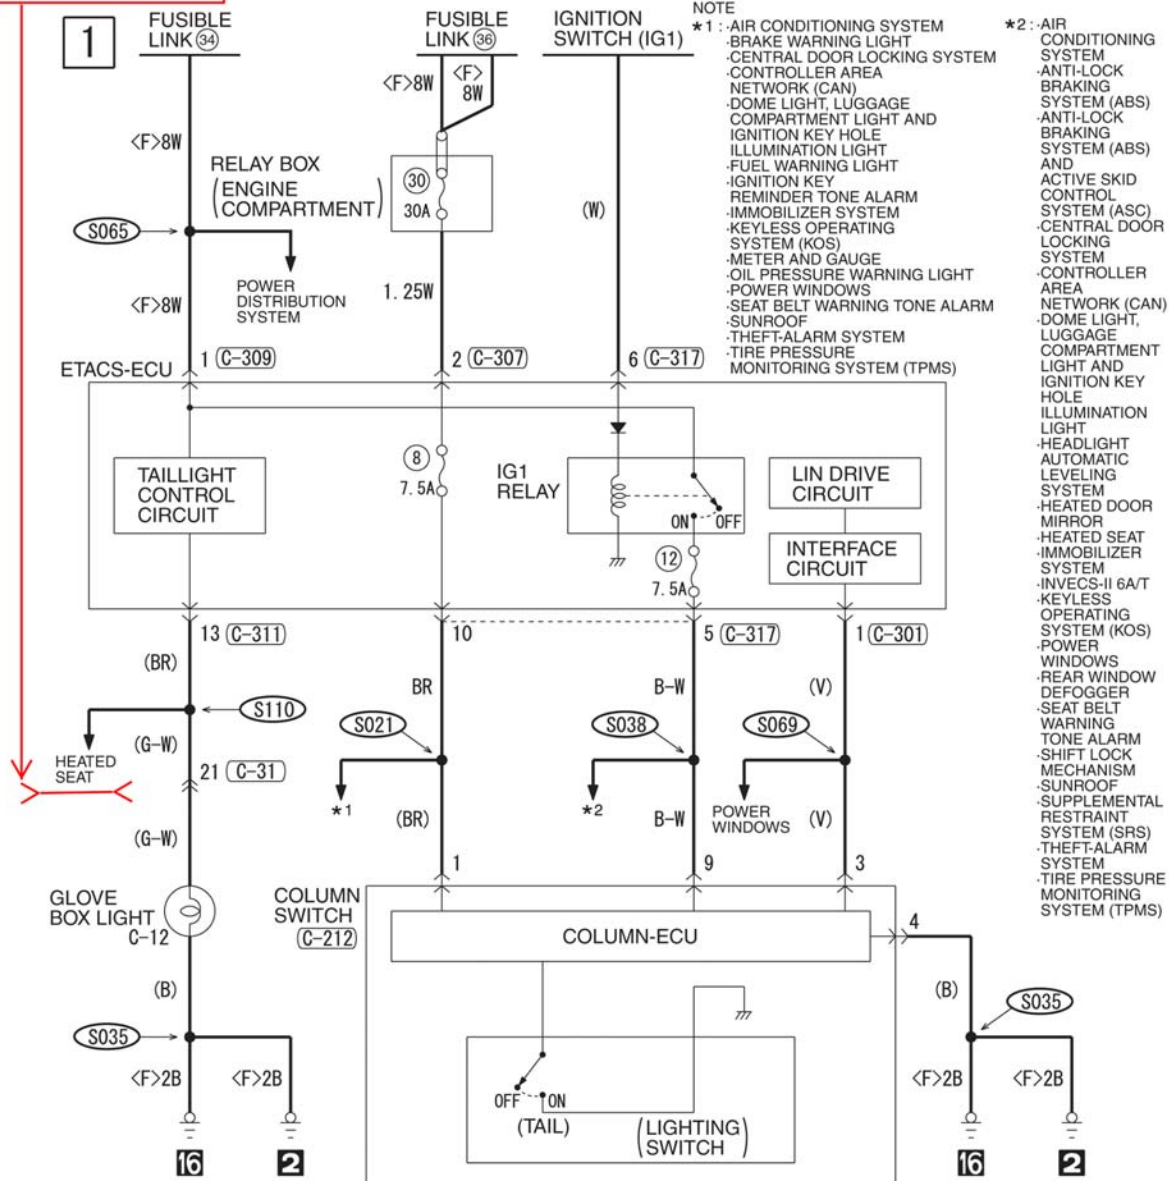 1
FUSIBLE
LINK 34
FUSIBLE
LINK 36
IGNITION
SWITCH (IG1)
<F>8W
<F>
8W
<F>8W
RELAY BOX
(ENGINE
COMPARTMENT)
30
30A
(W)
S065
POWER
DISTRIBUTION
SYSTEM
<F>8W
1.25W
NOTE
*1: ·AIR CONDITIONING SYSTEM
·BRAKE WARNING LIGHT
·CENTRAL DOOR LOCKING SYSTEM
·CONTROLLER AREA
NETWORK (CAN)
·DOME LIGHT, LUGGAGE
COMPARTMENT LIGHT AND
IGNITION KEY HOLE
ILLUMINATION LIGHT
·FUEL WARNING LIGHT
·IGNITION KEY
REMINDER TONE ALARM
·IMMOBILIZER SYSTEM
·KEYLESS OPERATING
SYSTEM (KOS)
·METER AND GAUGE
·OIL PRESSURE WARNING LIGHT
·POWER WINDOWS
·SEAT BELT WARNING TONE ALARM
·SUNROOF
·THEFT-ALARM SYSTEM
·TIRE PRESSURE
MONITORING SYSTEM (TPMS)
*2: ·AIR
CONDITIONING
SYSTEM
·ANTI-LOCK
BRAKING
SYSTEM (ABS)
·ANTI-LOCK
BRAKING
SYSTEM (ABS)
AND
ACTIVE SKID
CONTROL
SYSTEM (ASC)
·CENTRAL DOOR
LOCKING
SYSTEM
·CONTROLLER
AREA
NETWORK (CAN)
·DOME LIGHT,
LUGGAGE
COMPARTMENT
LIGHT AND
IGNITION KEY
HOLE
ILLUMINATION
LIGHT
·HEADLIGHT
AUTOMATIC
LEVELING
SYSTEM
·HEATED DOOR
MIRROR
·HEATED SEAT
·IMMOBILIZER
SYSTEM
·INVECS-II 6A/T
·KEYLESS
OPERATING
SYSTEM (KOS)
·POWER
WINDOWS
·REAR WINDOW
DEFOGGER
·SEAT BELT
WARNING
TONE ALARM
·SHIFT LOCK
MECHANISM
·SUNROOF
·SUPPLEMENTAL
RESTRAINT
SYSTEM (SRS)
·THEFT-ALARM
SYSTEM
·TIRE PRESSURE
MONITORING
SYSTEM (TPMS)
ETACS-ECU
1 C-309
2 C-307
6 C-317
TAILLIGHT
CONTROL
CIRCUIT
8
7.5A
IG1
RELAY
ON OFF
12
7.5A
LIN DRIVE
CIRCUIT
INTERFACE
CIRCUIT
13 C-311
10
5 C-317
1 C-301
(BR)
BR
B-W
(V)
S110
S021
S038
S069
HEATED
SEAT
(G-W)
21 C-31
*1
*2
POWER
WINDOWS
(G-W)
(BR)
B-W
(V)
1
9
3
GLOVE
BOX LIGHT
C-12
COLUMN
SWITCH
C-212
COLUMN-ECU
4
(B)
(B)
S035
S035
<F>2B
<F>2B
OFF ON
(TAIL)
(LIGHTING
SWITCH)
<F>2B
<F>2B
16
2
16
2